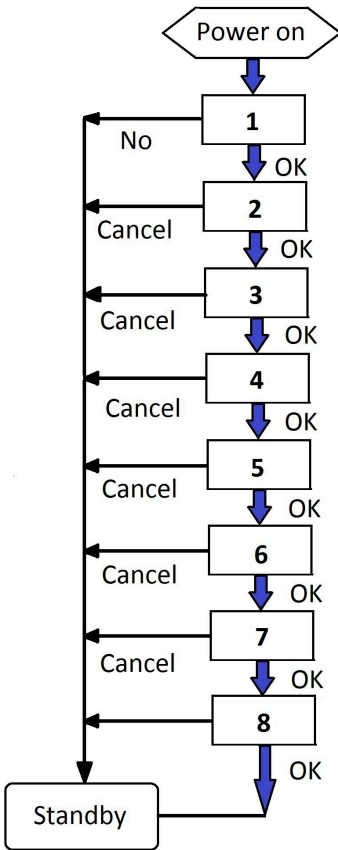 Power on
1
No
OK
2
Cancel
OK
3
Cancel
OK
4
Cancel
OK
5
Cancel
OK
6
Cancel
OK
7
Cancel
OK
8
OK
Standby